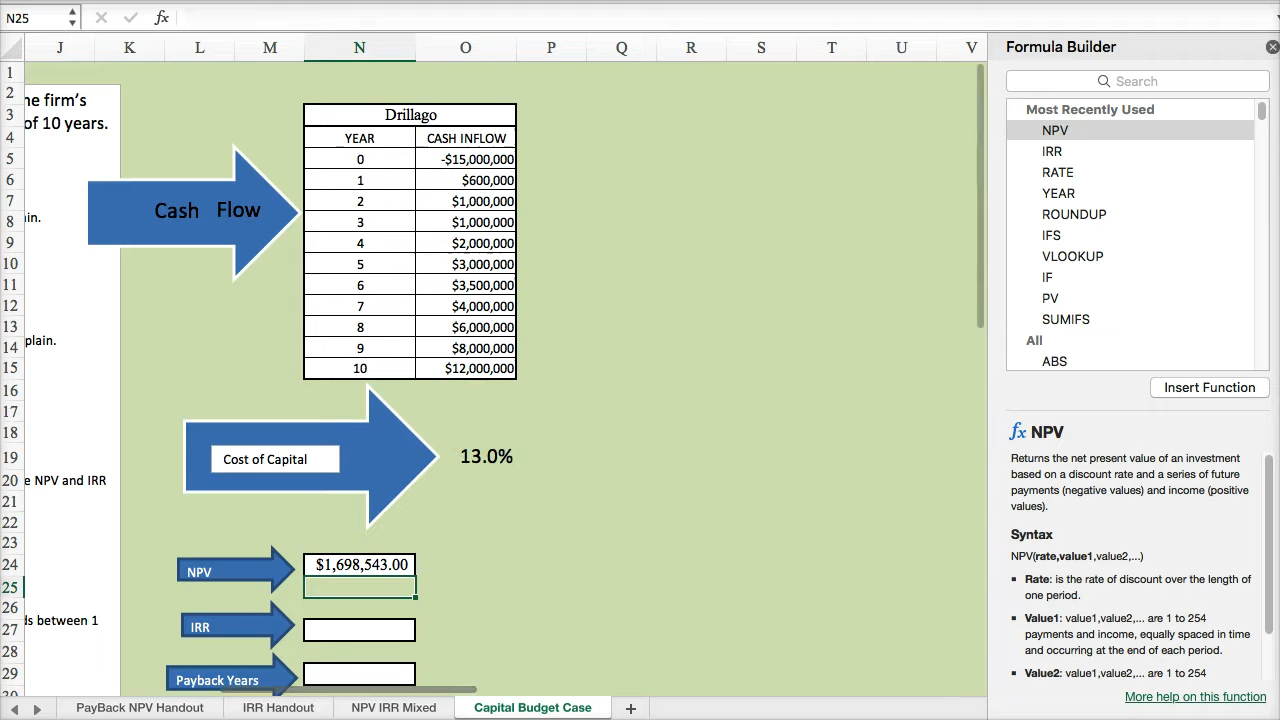 N25
fx
J K L M N O P Q R S T U V
1
2
3
4
5
6
7
8
9
10
11
12
13
14
15
16
17
18
19
20
21
22
23
24
25
26
27
28
29
he firm's
of 10 years.
in.
plain.
e NPV and IRR
ds between 1
Cash Flow
Drillago
YEAR CASH INFLOW
0 -$15,000,000
1 $600,000
2 $1,000,000
3 $1,000,000
4 $2,000,000
5 $3,000,000
6 $3,500,000
7 $4,000,000
8 $6,000,000
9 $8,000,000
10 $12,000,000
Cost of Capital 13.0%
NPV $1,698,543.00
IRR
Payback Years
PayBack NPV Handout IRR Handout NPV IRR Mixed Capital Budget Case +
Formula Builder
Search
Most Recently Used
NPV
IRR
RATE
YEAR
ROUNDUP
IFS
VLOOKUP
IF
PV
SUMIFS
All
ABS
Insert Function
fx NPV
Returns the net present value of an investment
based on a discount rate and a series of future
payments (negative values) and income (positive
values).
Syntax
NPV(rate,value1,value2,...)
▪ Rate: is the rate of discount over the length of
one period.
▪ Value1: value1,value2,... are 1 to 254
payments and income, equally spaced in time
and occurring at the end of each period.
▪ Value2: value1,value2,... are 1 to 254
More help on this function